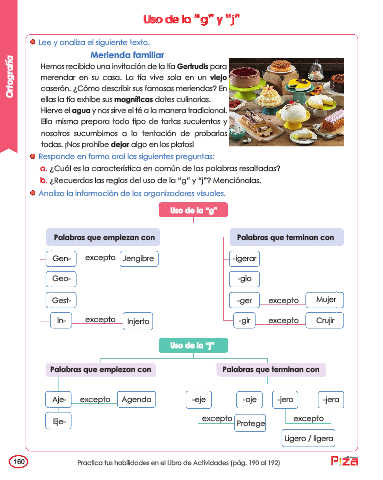 Uso de la "g" y "j"
Ortografía
Lee y analiza el siguiente texto.
Merienda familiar
Hemos recibido una invitación de la tía Gertrudis para
merendar en su casa. La tía vive sola en un viejo
caserón. ¿Cómo describir sus famosas meriendas? En
ellas la tía exhibe sus magníficas dotes culinarias.
Hierve el agua y nos sirve el té a la manera tradicional.
Ella misma prepara todo tipo de tartas suculentas y
nosotros sucumbimos a la tentación de probarlas
todas. ¡Nos prohíbe dejar algo en los platos!
Responde en forma oral las siguientes preguntas:
a. ¿Cuál es la característica en común de las palabras resaltadas?
b. ¿Recuerdas las reglas del uso de la "g" y "j"? Menciónalas.
Analiza la información de los organizadores visuales.
Uso de la "g"
Palabras que empiezan con
Palabras que terminan con
Gen- excepto Jengibre
-igerar
Geo-
-gio
Gest-
-ger excepto Mujer
In- excepto Injerto
-gir excepto Crujir
Uso de la "j"
Palabras que empiezan con
Palabras que terminan con
Aje- excepto Agenda
-eje -aje -jero -jera
Eje-
excepto Protege excepto
Ligero / ligera
160
Practica tus habilidades en el Libro de Actividades (pág. 190 al 192)